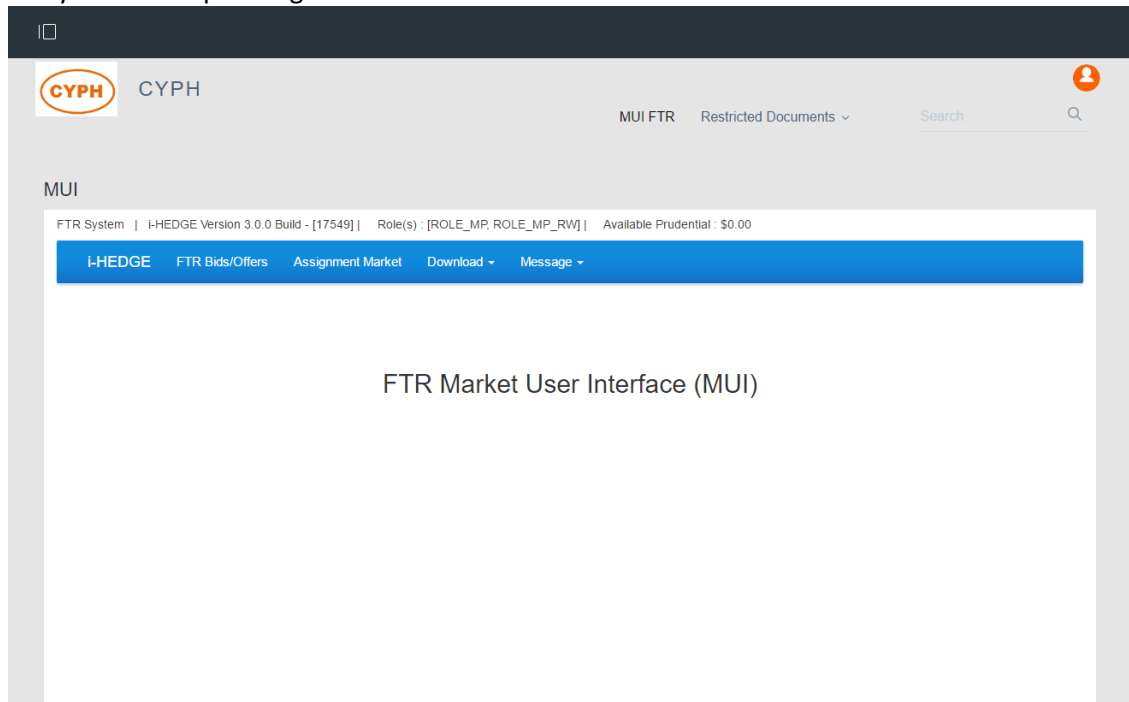 CYPH
CYPH
MUI FTR Restricted Documents
Search
MUI
FTR System | i-HEDGE Version 3.0.0 Build - [17549] | Role(s) : [ROLE_MP, ROLE_MP_RW] | Available Prudential : $0.00
i-HEDGE FTR Bids/Offers Assignment Market Download Message
FTR Market User Interface (MUI)